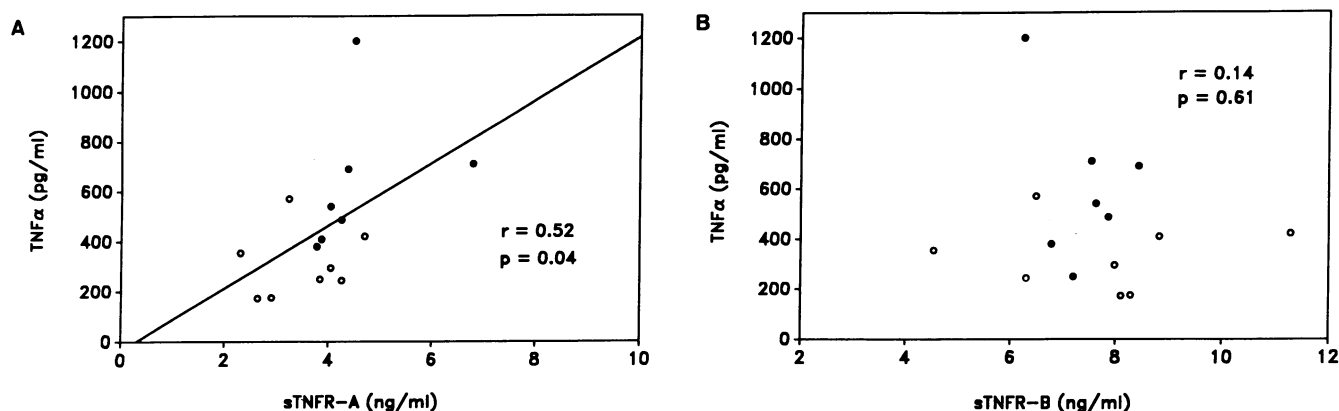 A
1200
1000
800
600
400
200
0
TNFα (pg/ml)
r = 0.52
p = 0.04
0 2 4 6 8 10
sTNFR-A (ng/ml)
B
1200
1000
800
600
400
200
0
TNFα (pg/ml)
r = 0.14
p = 0.61
2 4 6 8 10 12
sTNFR-B (ng/ml)